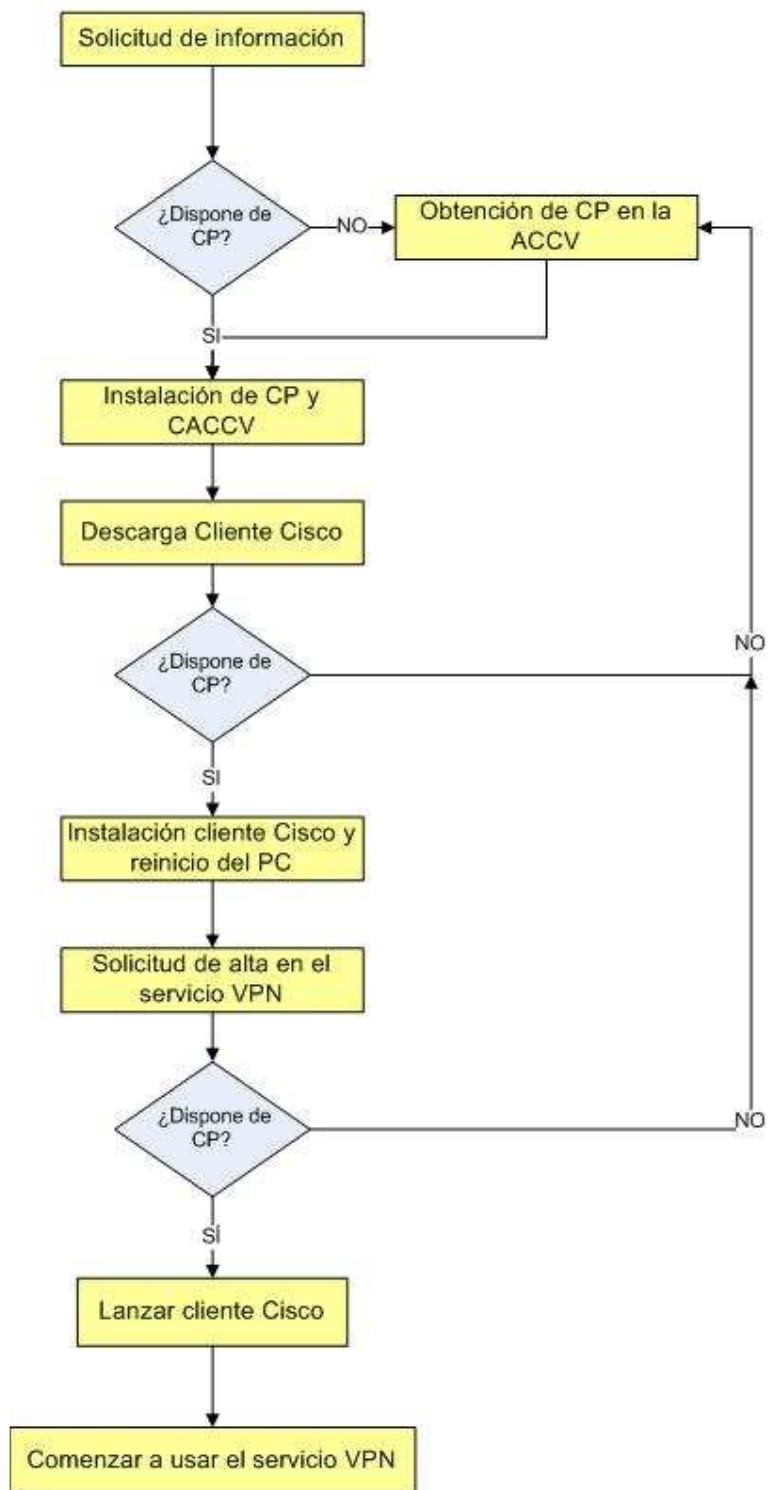 Solicitud de información
¿Dispone de
CP?
NO
Obtención de CP en la
ACCV
SI
Instalación de CP y
CACCV
Descarga Cliente Cisco
¿Dispone de
CP?
NO
SI
Instalación cliente Cisco y
reinicio del PC
Solicitud de alta en el
servicio VPN
¿Dispone de
CP?
NO
SÍ
Lanzar cliente Cisco
Comenzar a usar el servicio VPN